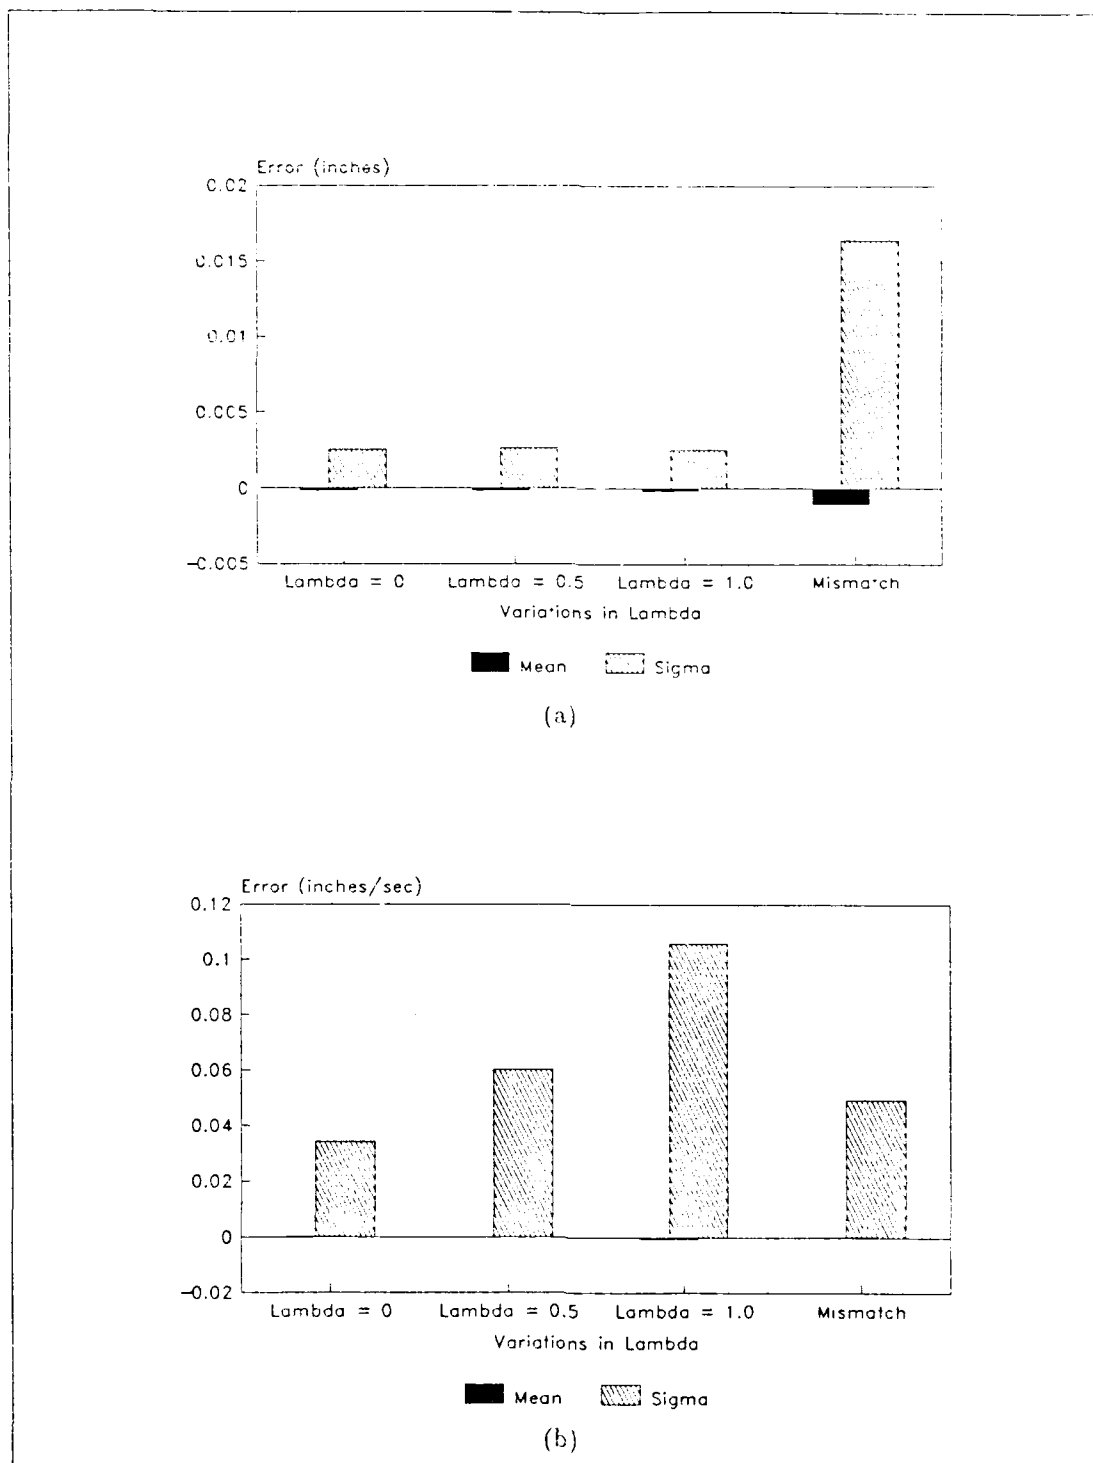 Error (inches)
0.02
0.015
0.01
0.005
0
-0.005
Lambda = 0 Lambda = 0.5 Lambda = 1.0 Mismatch
Variations in Lambda
Mean Sigma
(a)
Error (inches/sec)
0.12
0.1
0.08
0.06
0.04
0.02
0
-0.02
Lambda = 0 Lambda = 0.5 Lambda = 1.0 Mismatch
Variations in Lambda
Mean Sigma
(b)